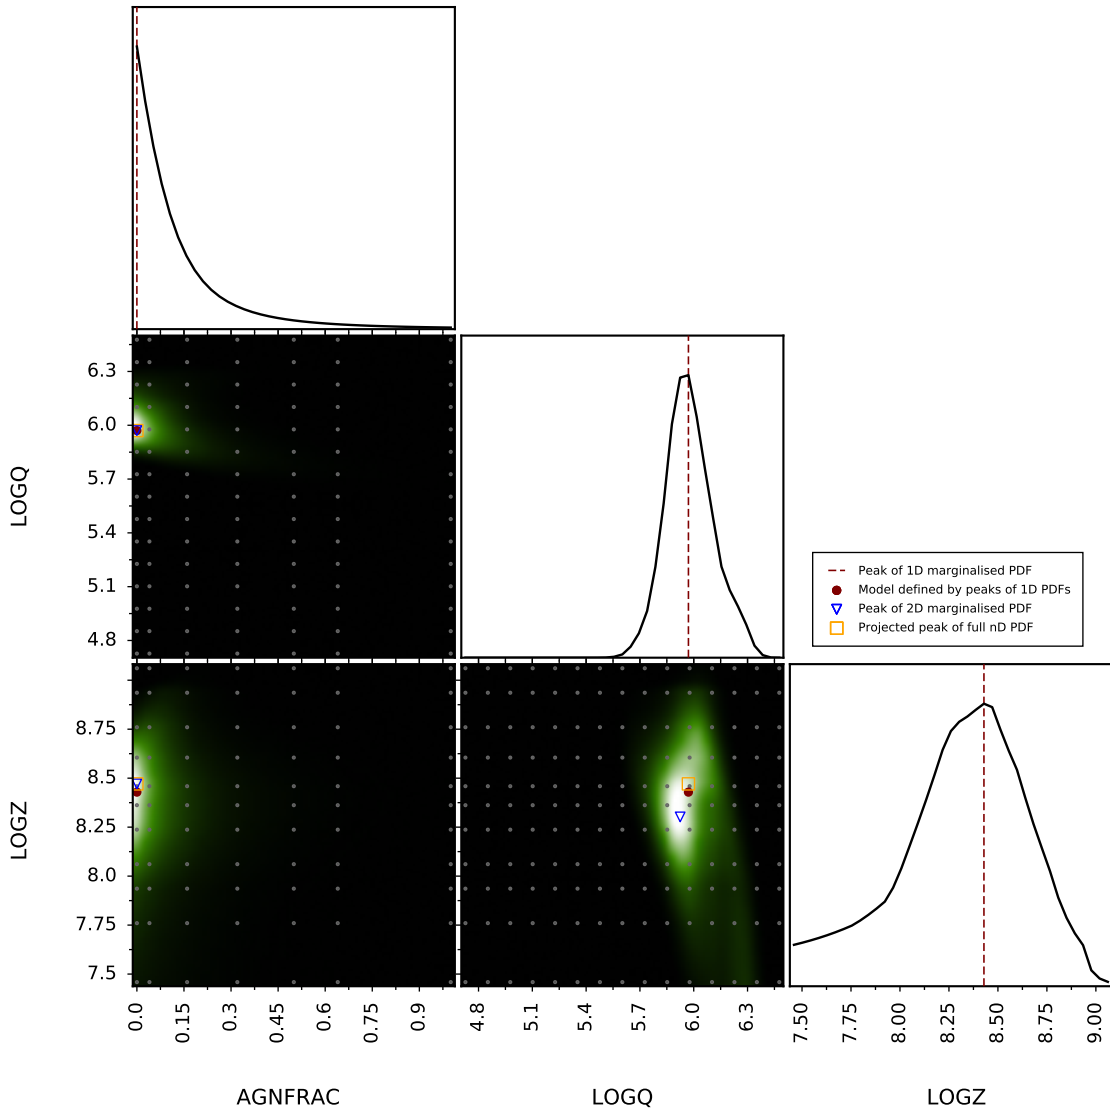 6.3
6.0
5.7
5.4
5.1
4.8
LOGQ
Peak of 1D marginalised PDF
Model defined by peaks of 1D PDFs
Peak of 2D marginalised PDF
Projected peak of full nD PDF
8.75
8.5
8.25
8.0
7.75
7.5
LOGZ
0.0 0.15 0.3 0.45 0.6 0.75 0.9
4.8 5.1 5.4 5.7 6.0 6.3
7.50 7.75 8.00 8.25 8.50 8.75 9.00
AGNFRAC LOGQ LOGZ